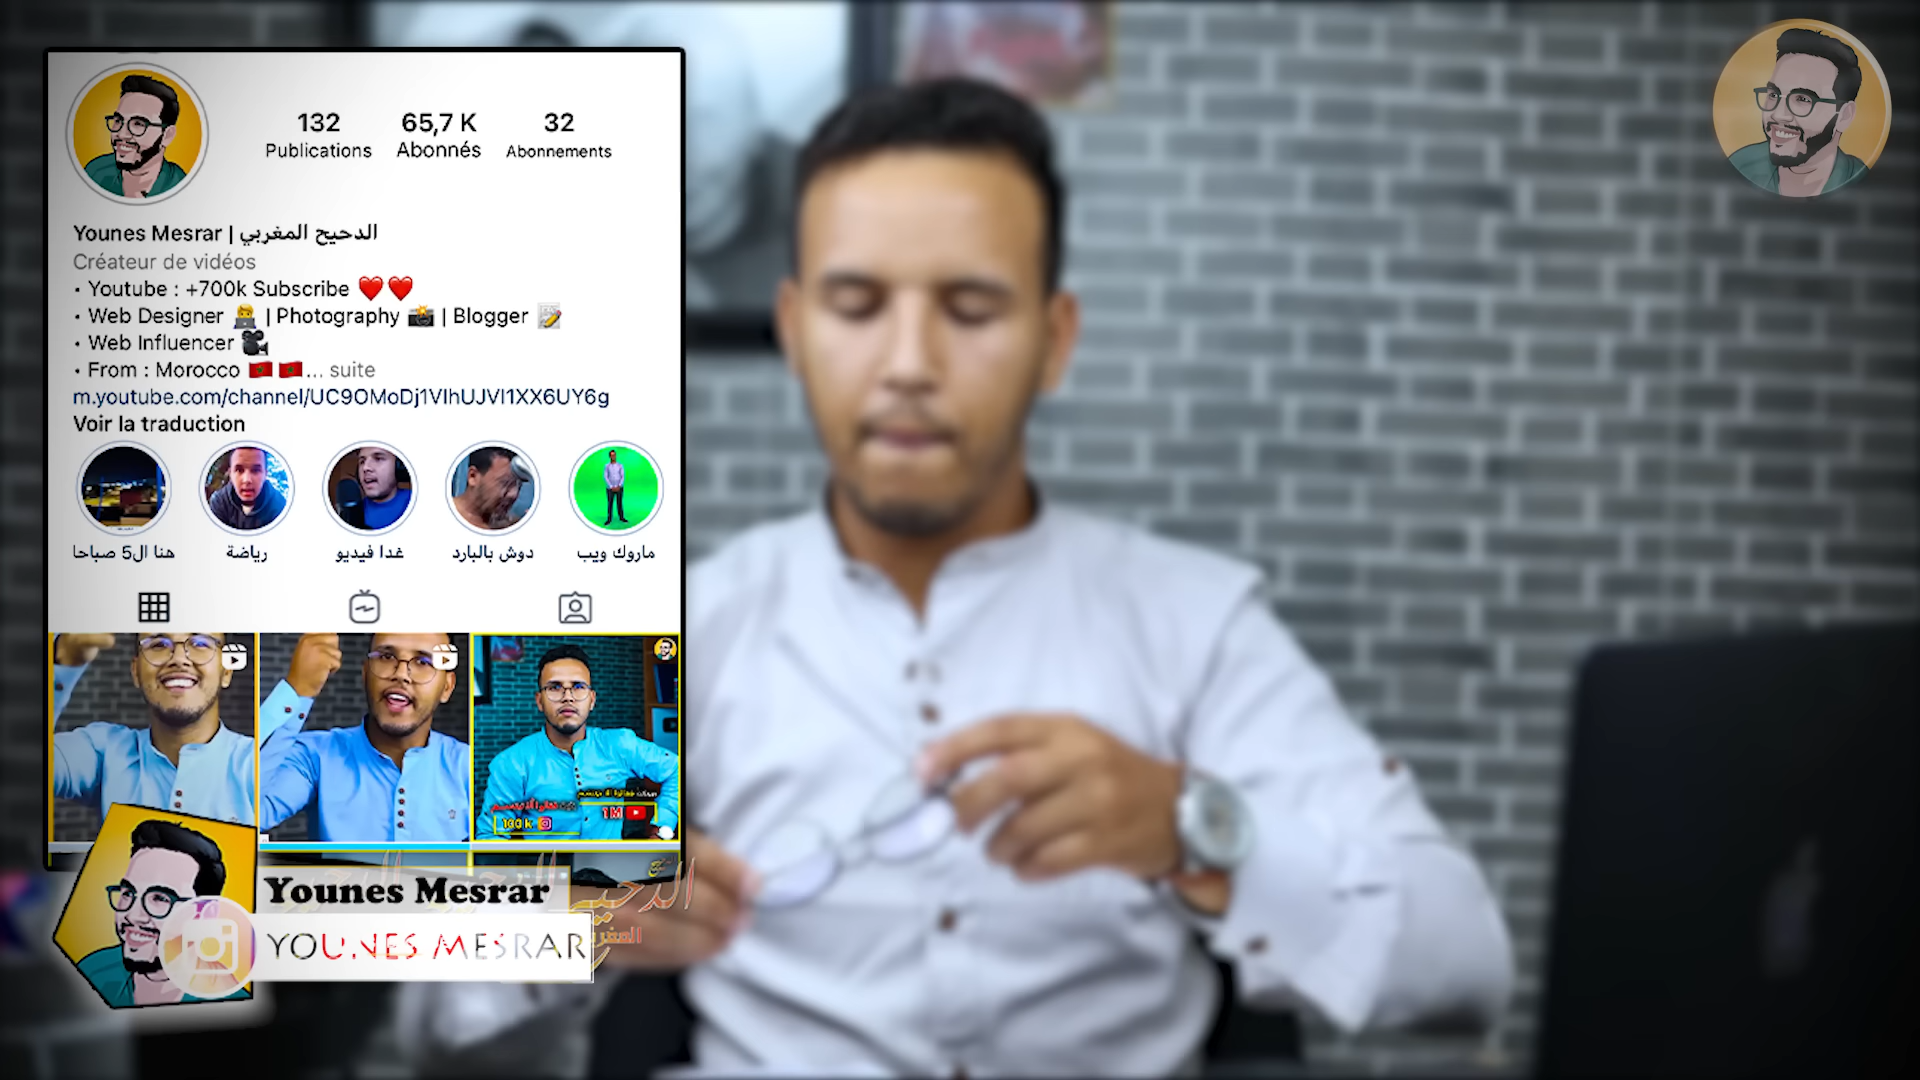 132 65,7 K 32
Publications Abonnés Abonnements
Younes Mesrar | الدحيح المغربي
Créateur de vidéos
• Youtube : +700k Subscribe ❤️❤️
• Web Designer 👨‍💻 | Photography 📸 | Blogger 📝
• Web Influencer 🎥
• From : Morocco 🇲🇦 🇲🇦... suite
m.youtube.com/channel/UC9OMoDj1VIhUJVI1XX6UY6g
Voir la traduction
هنا ال5 صباحا رياضة غدا فيديو دوش بالبارد ماروك ويب
100 k 1M
Younes Mesrar
YOUNES MESRAR